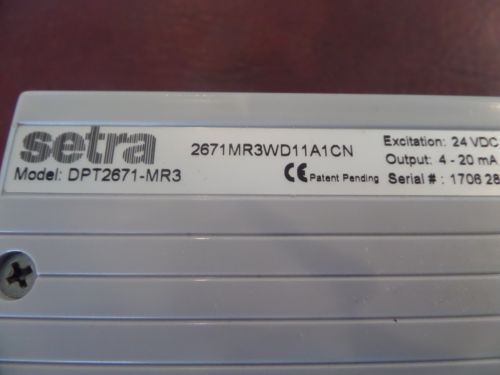 setra
Model: DPT2671-MR3
2671MR3WD11A1CN
CE Patent Pending
Excitation: 24 VDC
Output: 4 - 20 mA
Serial # : 1706 28